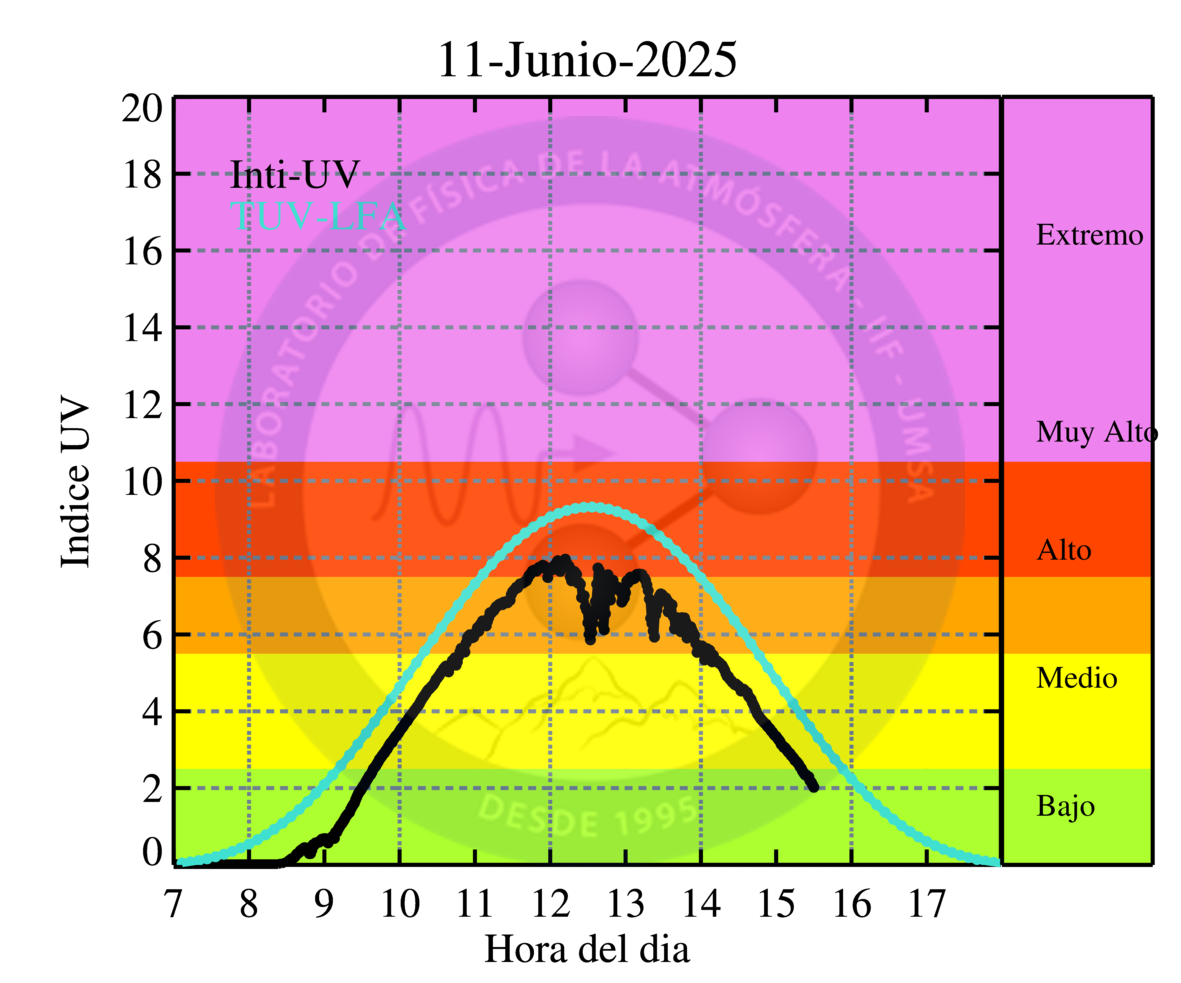 11-Junio-2025
20
18
16
14
12
10
8
6
4
2
0
Indice UV
Inti-UV
TUV-LFA
LABORATORIO DE FÍSICA DE LA ATMÓSFERA - IIF - UMSA
DESDE 1995
Extremo
Muy Alto
Alto
Medio
Bajo
7 8 9 10 11 12 13 14 15 16 17
Hora del dia